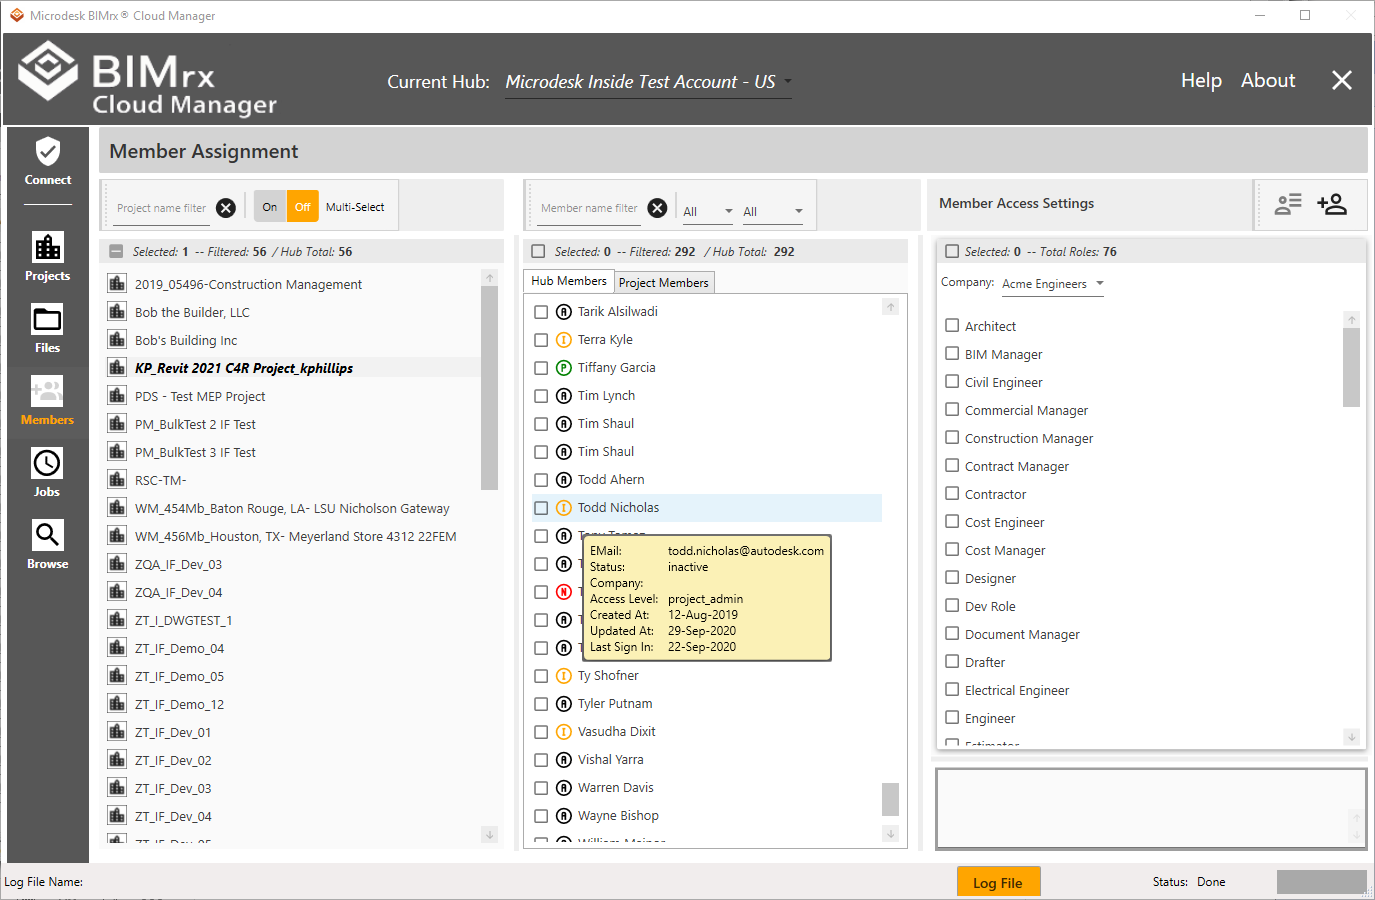 Microdesk BIMrx® Cloud Manager
BIMrx
Cloud Manager
Current Hub: Microdesk Inside Test Account - US
Help About
Connect
Projects
Files
Members
Jobs
Browse
Member Assignment
Project name filter
On Off Multi-Select
Selected: 1 -- Filtered: 56 / Hub Total: 56
2019_05496-Construction Management
Bob the Builder, LLC
Bob's Building Inc
KP_Revit 2021 C4R Project_kphillips
PDS - Test MEP Project
PM_BulkTest 2 IF Test
PM_BulkTest 3 IF Test
RSC-TM-
WM_454Mb_Baton Rouge, LA- LSU Nicholson Gateway
WM_456Mb_Houston, TX- Meyerland Store 4312 22FEM
ZQA_IF_Dev_03
ZQA_IF_Dev_04
ZT_I_DWGTEST_1
ZT_IF_Demo_04
ZT_IF_Demo_05
ZT_IF_Demo_12
ZT_IF_Dev_01
ZT_IF_Dev_02
ZT_IF_Dev_03
ZT_IF_Dev_04
Member name filter
All All
Selected: 0 -- Filtered: 292 / Hub Total: 292
Hub Members Project Members
A Tarik Alsilwadi
I Terra Kyle
P Tiffany Garcia
A Tim Lynch
A Tim Shaul
A Tim Shaul
A Todd Ahern
I Todd Nicholas
A
A
N
A
A
EMail: todd.nicholas@autodesk.com
Status: inactive
Company:
Access Level: project_admin
Created At: 12-Aug-2019
Updated At: 29-Sep-2020
Last Sign In: 22-Sep-2020
I Ty Shofner
A Tyler Putnam
I Vasudha Dixit
A Vishal Yarra
A Warren Davis
A Wayne Bishop
Member Access Settings
Selected: 0 -- Total Roles: 76
Company: Acme Engineers
Architect
BIM Manager
Civil Engineer
Commercial Manager
Construction Manager
Contract Manager
Contractor
Cost Engineer
Cost Manager
Designer
Dev Role
Document Manager
Drafter
Electrical Engineer
Engineer
Log File Name:
Log File
Status: Done